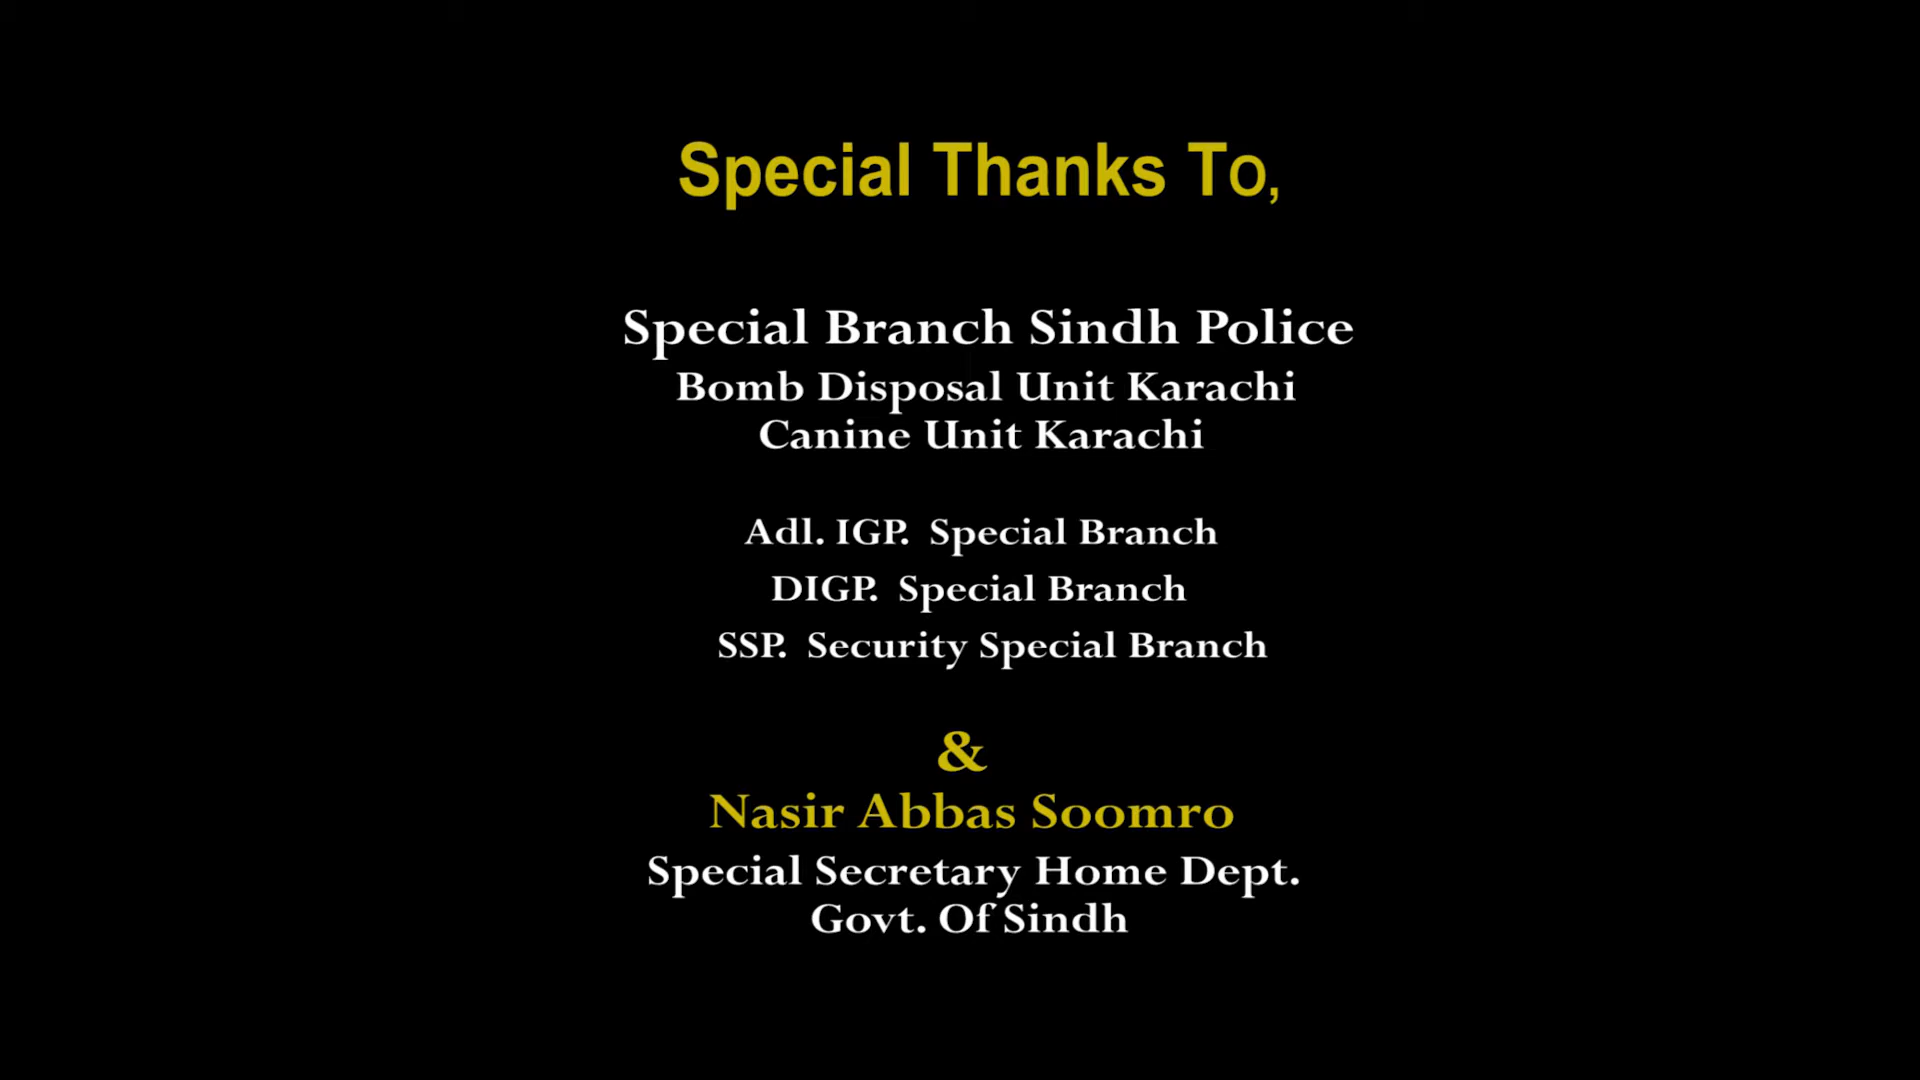 Special Thanks To,
Special Branch Sindh Police
Bomb Disposal Unit Karachi
Canine Unit Karachi
Adl. IGP. Special Branch
DIGP. Special Branch
SSP. Security Special Branch
&
Nasir Abbas Soomro
Special Secretary Home Dept.
Govt. Of Sindh